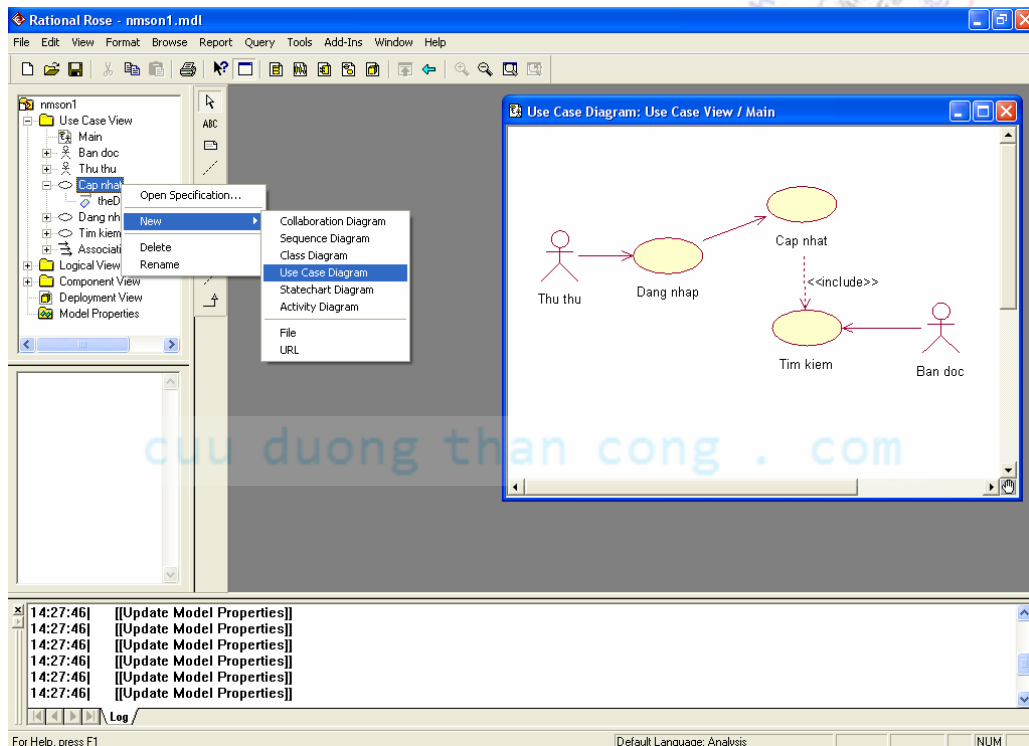 Rational Rose - nmson1.mdl
File Edit View Format Browse Report Query Tools Add-Ins Window Help
nmson1
Use Case View
Main
Ban doc
Thu thu
Cap nhat
theD
Dang nh
Tim kiem
Associati
Logical View
Component View
Deployment View
Model Properties
ABC
Open Specification...
New
Delete
Rename
Collaboration Diagram
Sequence Diagram
Class Diagram
Use Case Diagram
Statechart Diagram
Activity Diagram
File
URL
Use Case Diagram: Use Case View / Main
Cap nhat
Thu thu
Dang nhap
<<include>>
Tim kiem
Ban doc
cuu duong than cong . com
14:27:46| [[Update Model Properties]]
14:27:46| [[Update Model Properties]]
14:27:46| [[Update Model Properties]]
14:27:46| [[Update Model Properties]]
14:27:46| [[Update Model Properties]]
14:27:46| [[Update Model Properties]]
Log
For Help, press F1
Default Language: Analysis
NUM